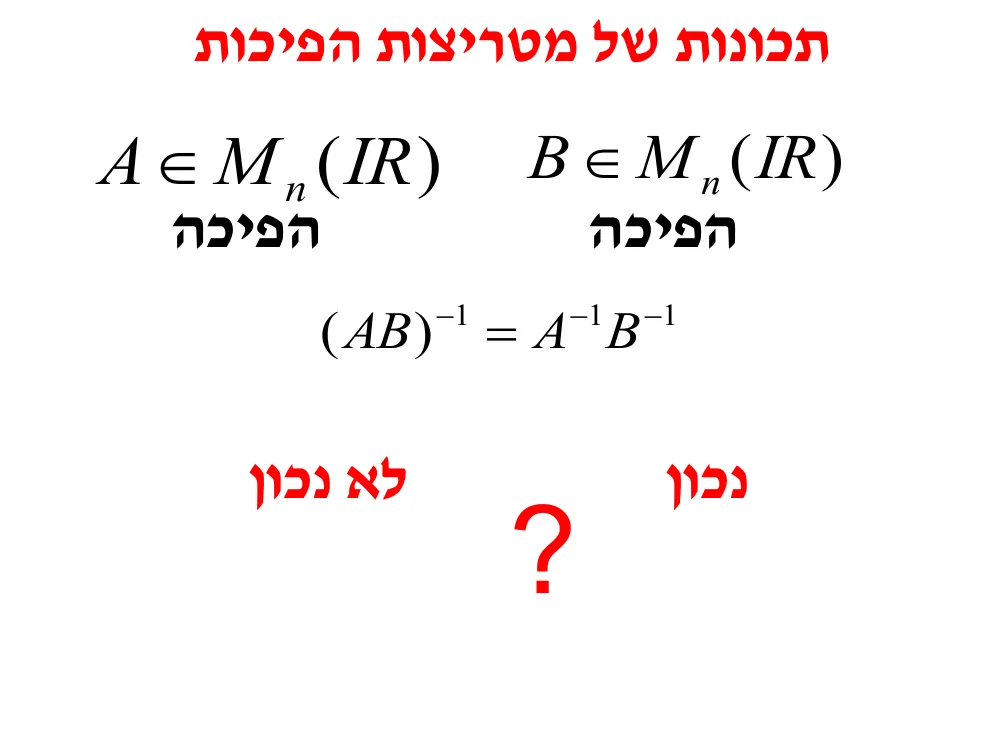 תכונות של מטריצות הפיכות
A ∈ M_n(IR) B ∈ M_n(IR)
הפיכה הפיכה
(AB)^{-1} = A^{-1}B^{-1}
נכון לא נכון
?